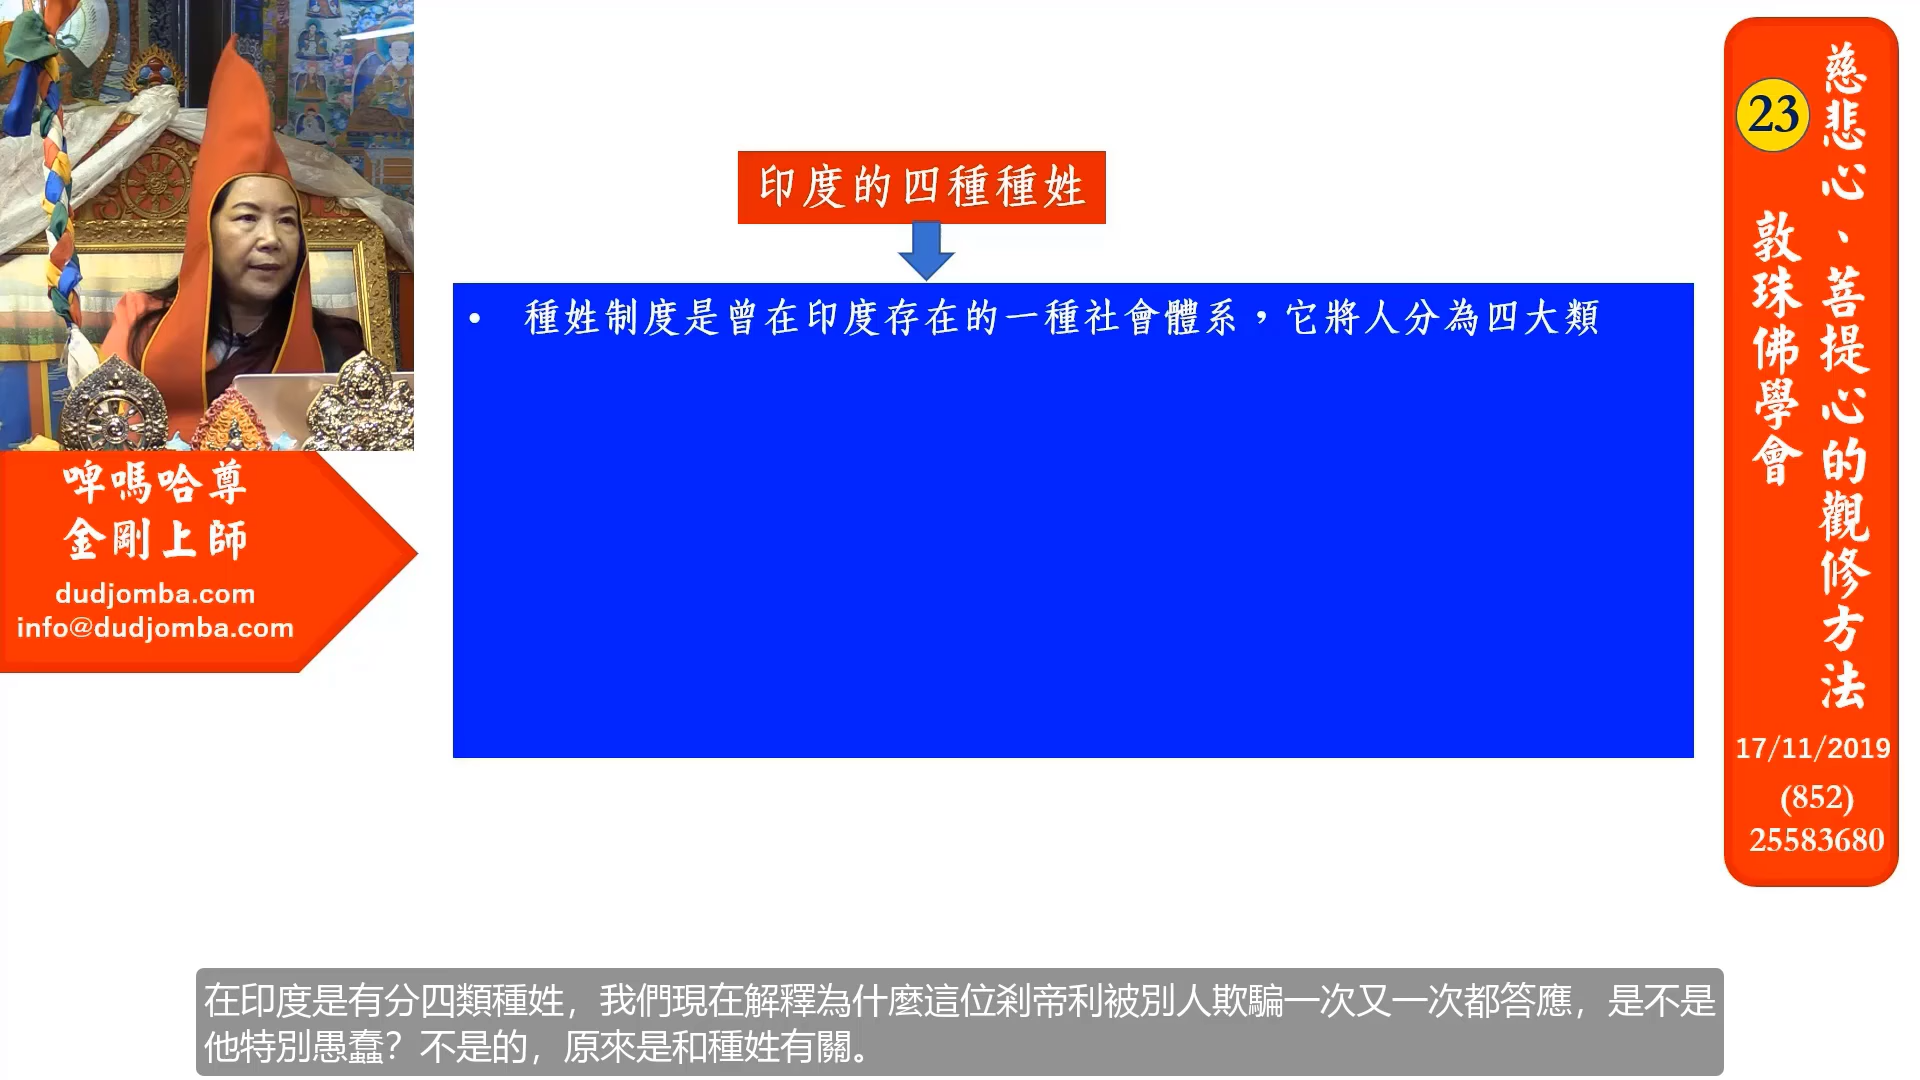 印度的四種種姓
• 種姓制度是曾在印度存在的一種社會體系，它將人分為四大類
啤嗎哈尊
金剛上師
dudjomba.com
info@dudjomba.com
慈悲心、菩提心的觀修方法
23
敦珠佛學會
17/11/2019
(852)
25583680
在印度是有分四類種姓，我們現在解釋為什麼這位剎帝利被別人欺騙一次又一次都答應，是不是
他特別愚蠢？不是的，原來是和種姓有關。